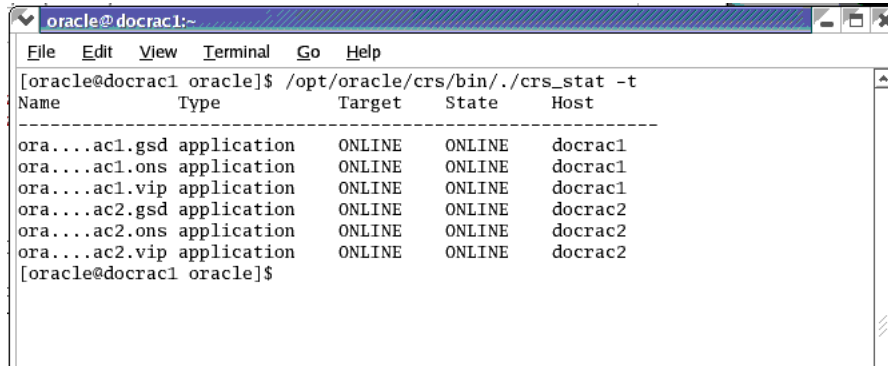 oracle@docrac1:~
File Edit View Terminal Go Help
[oracle@docrac1 oracle]$ /opt/oracle/crs/bin/./crs_stat -t
Name           Type           Target    State     Host
------------------------------------------------------------
ora....ac1.gsd application    ONLINE    ONLINE    docrac1
ora....ac1.ons application    ONLINE    ONLINE    docrac1
ora....ac1.vip application    ONLINE    ONLINE    docrac1
ora....ac2.gsd application    ONLINE    ONLINE    docrac2
ora....ac2.ons application    ONLINE    ONLINE    docrac2
ora....ac2.vip application    ONLINE    ONLINE    docrac2
[oracle@docrac1 oracle]$